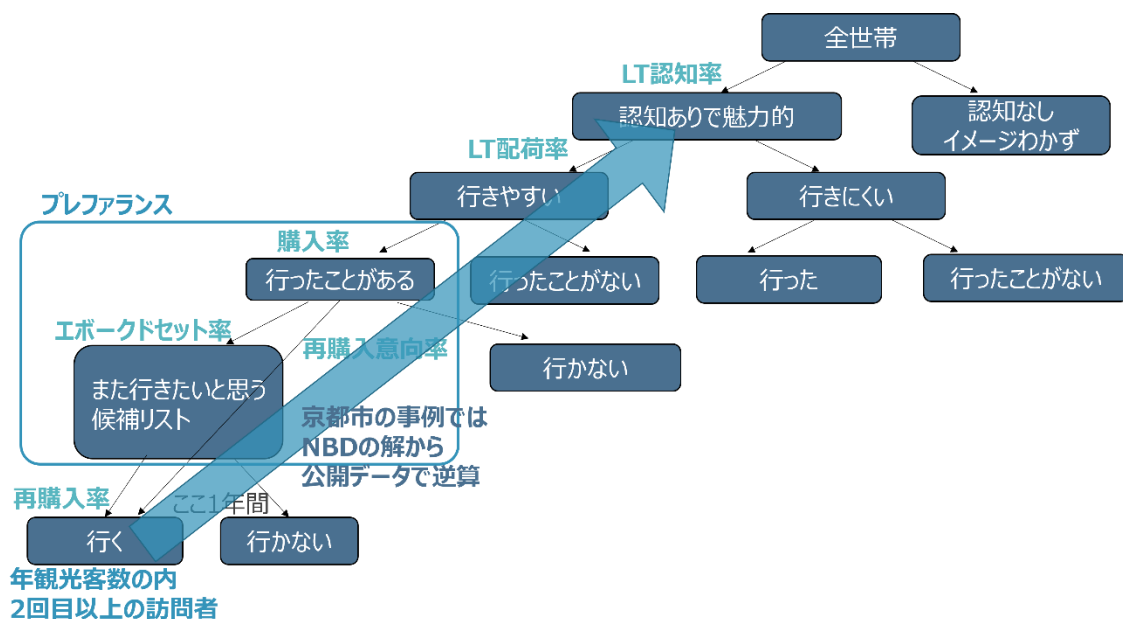 全世帯
LT認知率
認知ありで魅力的
認知なし
イメージわかず
LT配荷率
行きやすい
行きにくい
プレファランス
購入率
行ったことがある
行ったことがない
行った
行ったことがない
エボークドセット率
再購入意向率
行かない
また行きたいと思う
候補リスト
京都市の事例では
NBDの解から
公開データで逆算
再購入率
ここ1年間
行く
行かない
年観光客数の内
2回目以上の訪問者